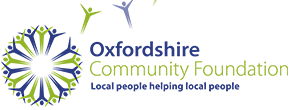 Oxfordshire
Community Foundation
Local people helping local people